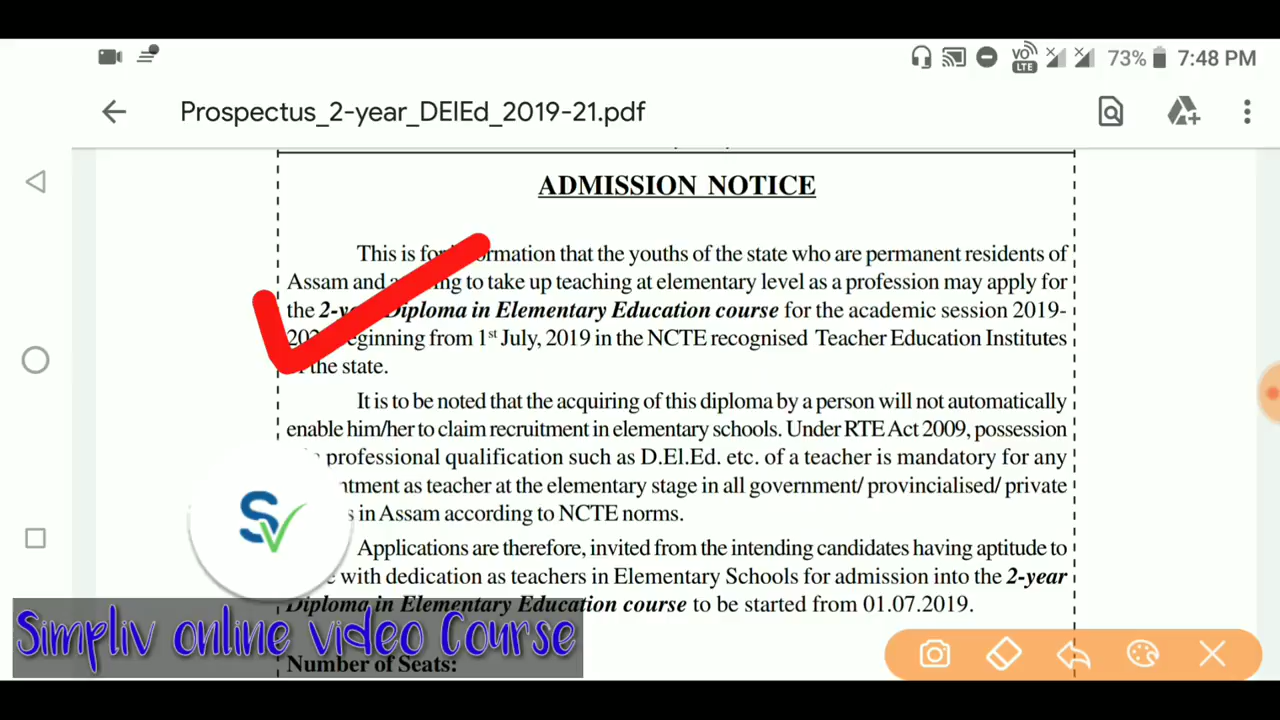 VO LTE 73% 7:48 PM
Prospectus_2-year_DElEd_2019-21.pdf
ADMISSION NOTICE
This is for information that the youths of the state who are permanent residents of
Assam and to take up teaching at elementary level as a profession may apply for
the 2-year Diploma in Elementary Education course for the academic session 2019-
beginning from 1st July, 2019 in the NCTE recognised Teacher Education Institutes
the state.
It is to be noted that the acquiring of this diploma by a person will not automatically
enable him/her to claim recruitment in elementary schools. Under RTE Act 2009, possession
professional qualification such as D.El.Ed. etc. of a teacher is mandatory for any
as teacher at the elementary stage in all government/ provincialised/ private
in Assam according to NCTE norms.
Applications are therefore, invited from the intending candidates having aptitude to
with dedication as teachers in Elementary Schools for admission into the 2-year
Diploma in Elementary Education course to be started from 01.07.2019.
Simpliv online video Course
Number of Seats: